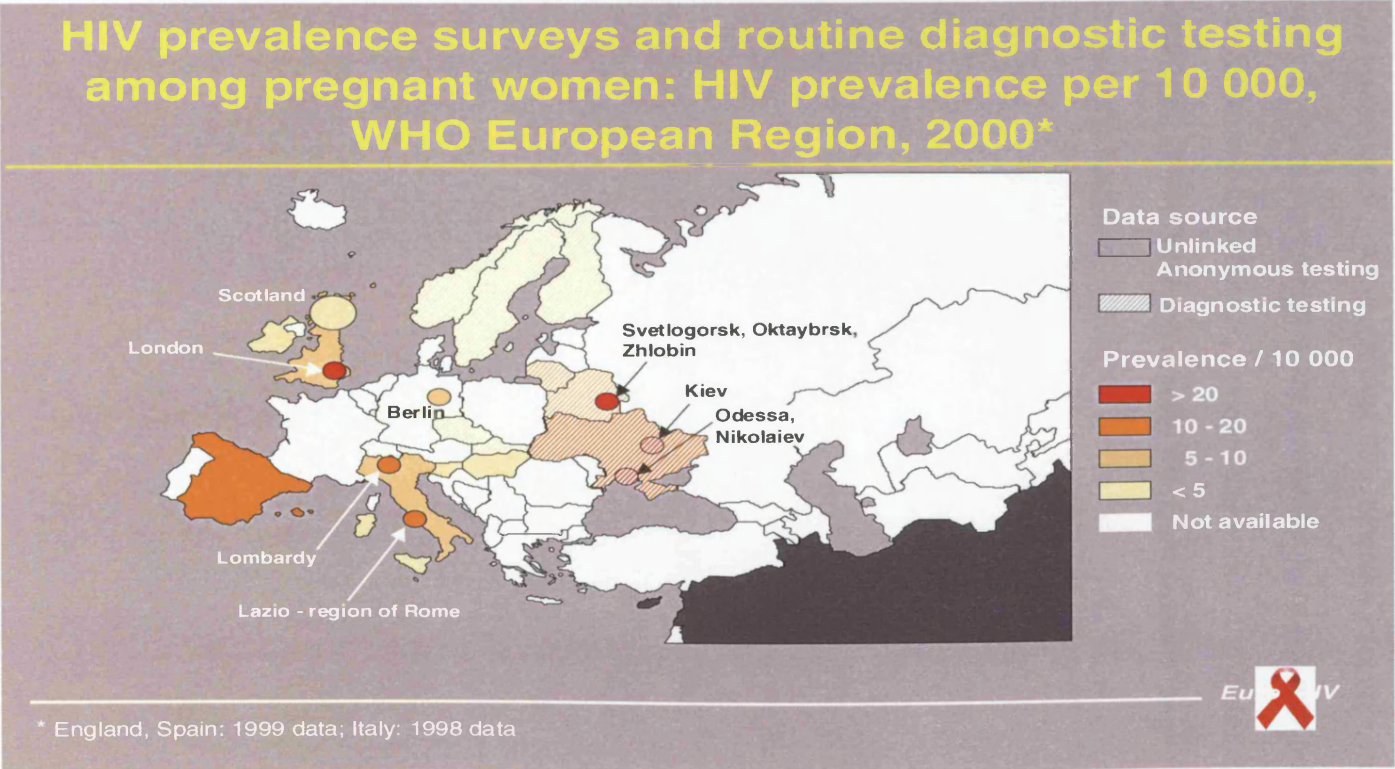 HIV prevalence surveys and routine diagnostic testing
among pregnant women: HIV prevalence per 10 000,
WHO European Region, 2000*
Scotland
London
Berlin
Lombardy
Lazio - region of Rome
Svetlogorsk, Oktaybrsk,
Zhlobin
Kiev
Odessa,
Nikolaiev
Data source
Unlinked
Anonymous testing
Diagnostic testing
Prevalence / 10 000
> 20
10 - 20
5 - 10
< 5
Not available
* England, Spain: 1999 data; Italy: 1998 data